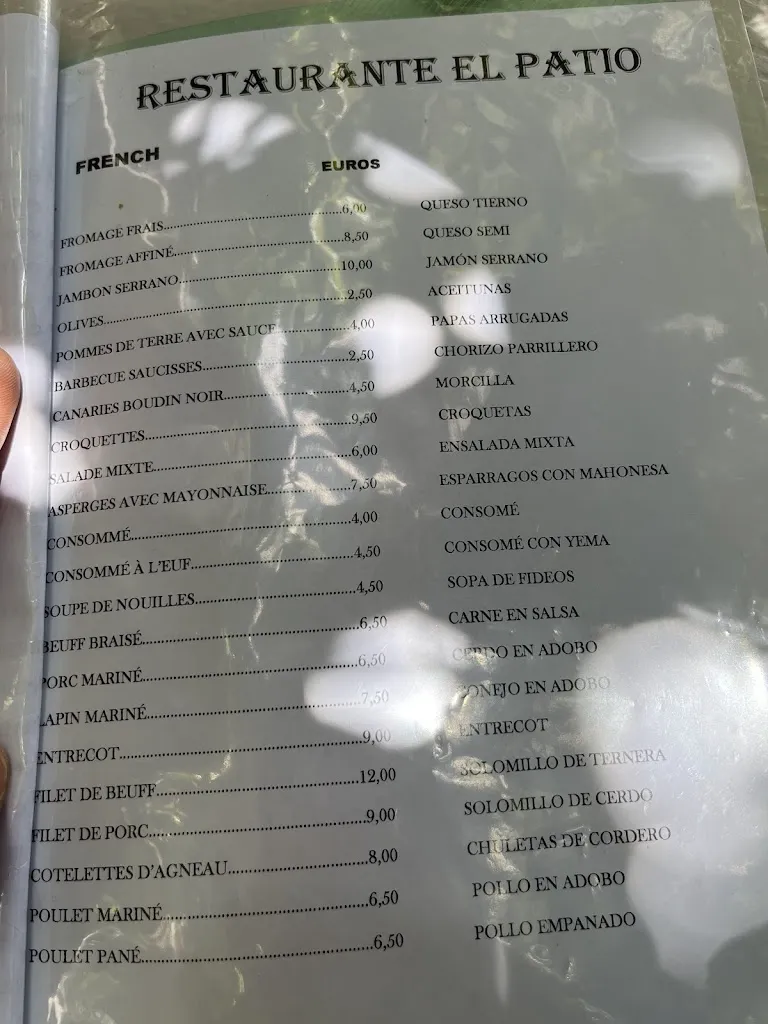 RESTAURANTE EL PATIO
FRENCH EUROS
FROMAGE FRAIS.....6,00 QUESO TIERNO
FROMAGE AFFINÉ.....8,50 QUESO SEMI
JAMBON SERRANO.....10,00 JAMÓN SERRANO
OLIVES.....2,50 ACEITUNAS
POMMES DE TERRE AVEC SAUCE.....4,00 PAPAS ARRUGADAS
BARBECUE SAUCISSES.....2,50 CHORIZO PARRILLERO
CANARIES BOUDIN NOIR.....4,50 MORCILLA
CROQUETTES.....9,50 CROQUETAS
SALADE MIXTE.....6,00 ENSALADA MIXTA
ASPERGES AVEC MAYONNAISE.....7,50 ESPARRAGOS CON MAHONESA
CONSOMMÉ.....4,00 CONSOMÉ
CONSOMMÉ À L'EUF.....4,50 CONSOMÉ CON YEMA
SOUPE DE NOUILLES.....4,50 SOPA DE FIDEOS
BEUFF BRAISÉ.....6,50 CARNE EN SALSA
PORC MARINÉ.....6,50 CERDO EN ADOBO
LAPIN MARINÉ.....7,50 CONEJO EN ADOBO
ENTRECOT.....9,00 ENTRECOT
FILET DE BEUFF.....12,00 SOLOMILLO DE TERNERA
FILET DE PORC.....9,00 SOLOMILLO DE CERDO
COTELETTES D'AGNEAU.....8,00 CHULETAS DE CORDERO
POULET MARINÉ.....6,50 POLLO EN ADOBO
POULET PANÉ.....6,50 POLLO EMPANADO